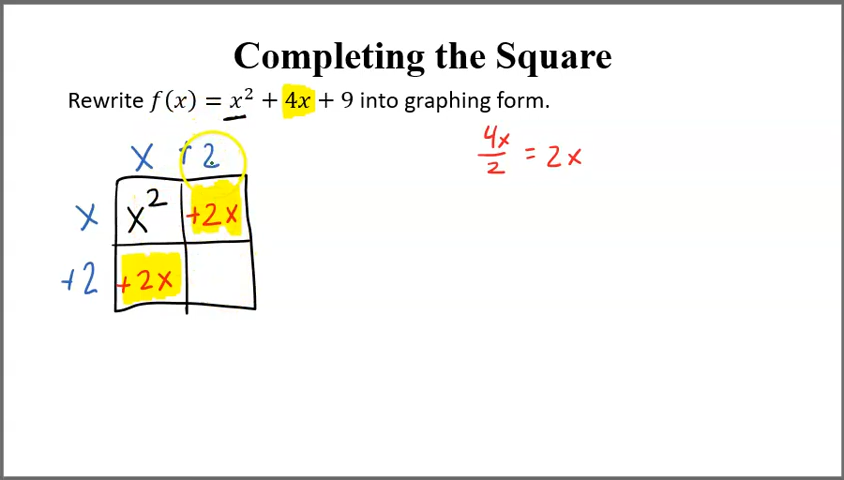 Completing the Square
Rewrite f(x) = x² + 4x + 9 into graphing form.
4x/2 = 2x
x +2
x x² +2x
+2 +2x